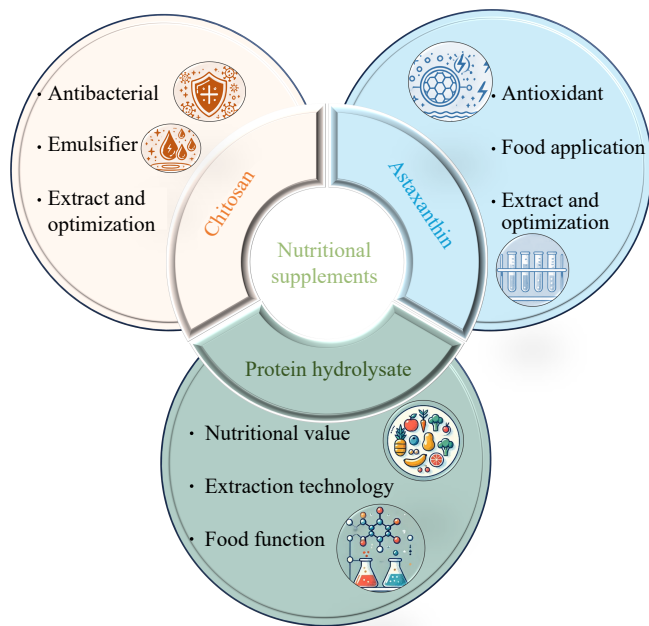 · Antibacterial
· Emulsifier
· Extract and
optimization
Chitosan
· Antioxidant
· Food application
· Extract and
optimization
Astaxanthin
Nutritional
supplements
Protein hydrolysate
· Nutritional value
· Extraction technology
· Food function